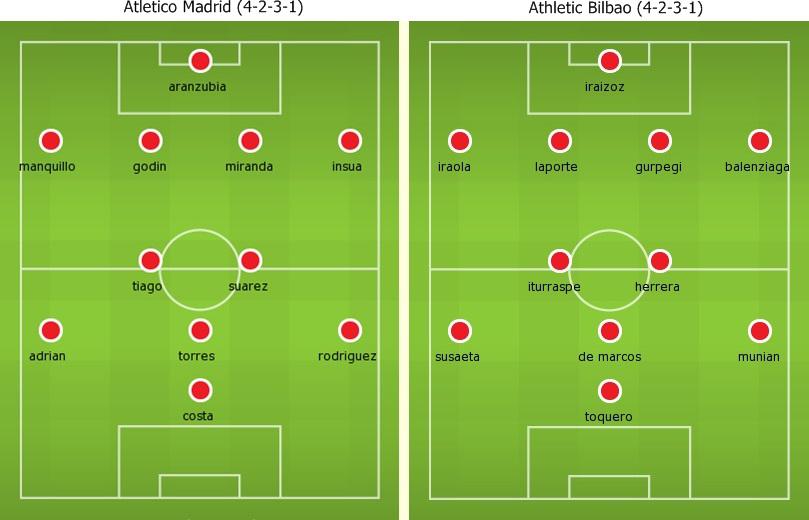 Atletico Madrid (4-2-3-1)
aranzubia
manquillo godin miranda insua
tiago suarez
adrian torres rodriguez
costa
Athletic Bilbao (4-2-3-1)
iraizoz
iraola laporte gurpegi balenziaga
iturraspe herrera
susaeta de marcos munian
toquero